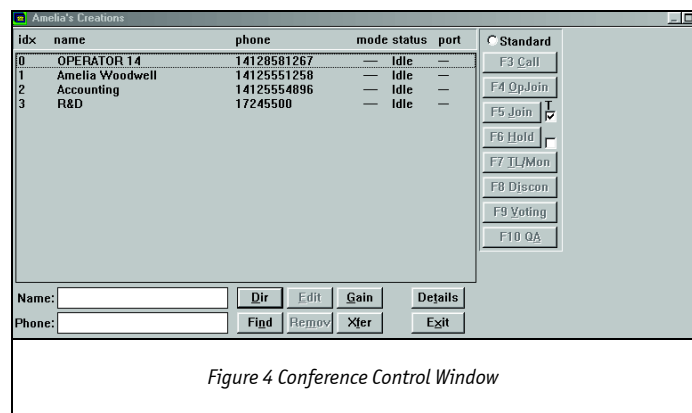 Amelia's Creations
idx name phone mode status port
0 OPERATOR 14 14128581267 — Idle —
1 Amelia Woodwell 14125551258 — Idle —
2 Accounting 14125554896 — Idle —
3 R&D 17245500 — Idle —
Standard
F3 Call
F4 OpJoin
F5 Join T
F6 Hold
F7 TL/Mon
F8 Discon
F9 Voting
F10 QA
Name: Dir Edit Gain Details
Phone: Find Remov Xfer Exit
Figure 4 Conference Control Window